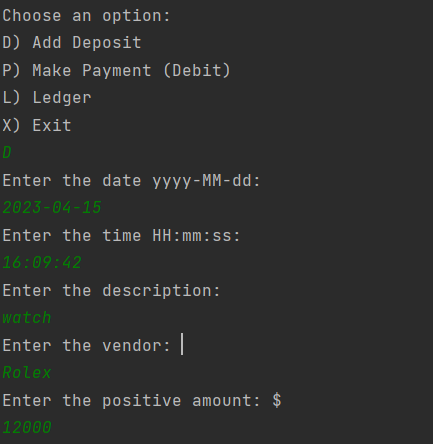 Choose an option:
D) Add Deposit
P) Make Payment (Debit)
L) Ledger
X) Exit
D
Enter the date yyyy-MM-dd:
2023-04-15
Enter the time HH:mm:ss:
16:09:42
Enter the description:
watch
Enter the vendor:
Rolex
Enter the positive amount: $
12000